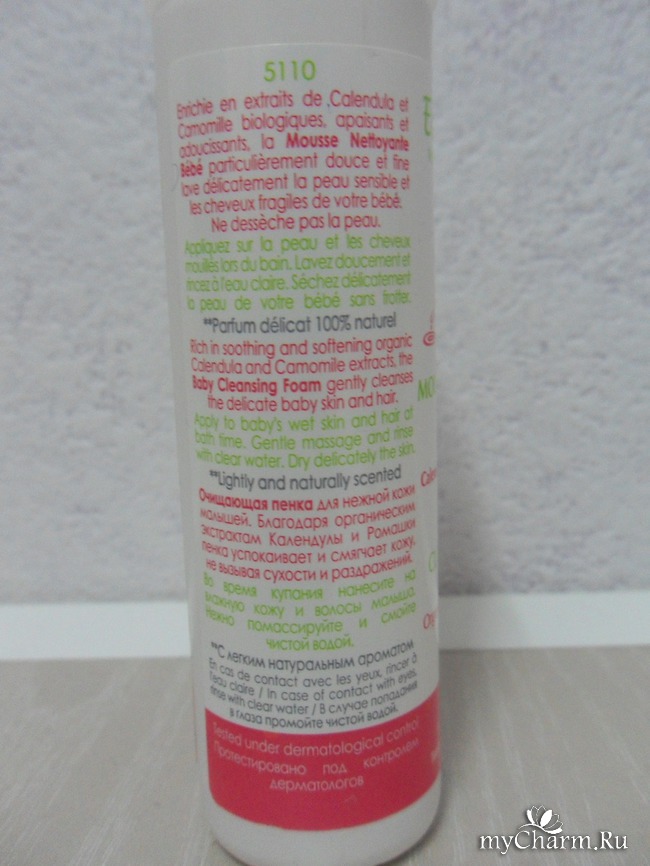 5110
Enrichie en extraits de Calendula et
Camomille biologiques, apaisants et
adoucissants, la Mousse Nettoyante
Bébé particulièrement douce et fine
lave délicatement la peau sensible et
les cheveux fragiles de votre bébé.
Ne dessèche pas la peau.
Appliquez sur la peau et les cheveux
mouillés lors du bain. Lavez doucement et
rincez à l'eau claire. Séchez délicatement
la peau de votre bébé sans frotter.
**Parfum délicat 100% naturel
Rich in soothing and softening organic
Calendula and Camomile extracts, the
Baby Cleansing Foam gently cleanses
the delicate baby skin and hair.
Apply to baby's wet skin and hair at
bath time. Gentle massage and rinse
with clear water. Dry delicately the skin.
**Lightly and naturally scented
Очищающая пенка для нежной кожи
малышей. Благодаря органическим
экстрактам Календулы и Ромашки
пенка успокаивает и смягчает кожу,
не вызывая сухости и раздражений.
Во время купания нанесите на
влажную кожу и волосы малыша.
Нежно помассируйте и смойте
чистой водой.
**С легким натуральным ароматом
En cas de contact avec les yeux, rincer à
l'eau claire / In case of contact with eyes,
rinse with clear water / В случае попадания
в глаза промойте чистой водой.
Tested under dermatological control
Протестировано под контролем
дерматологов
myCharm.Ru